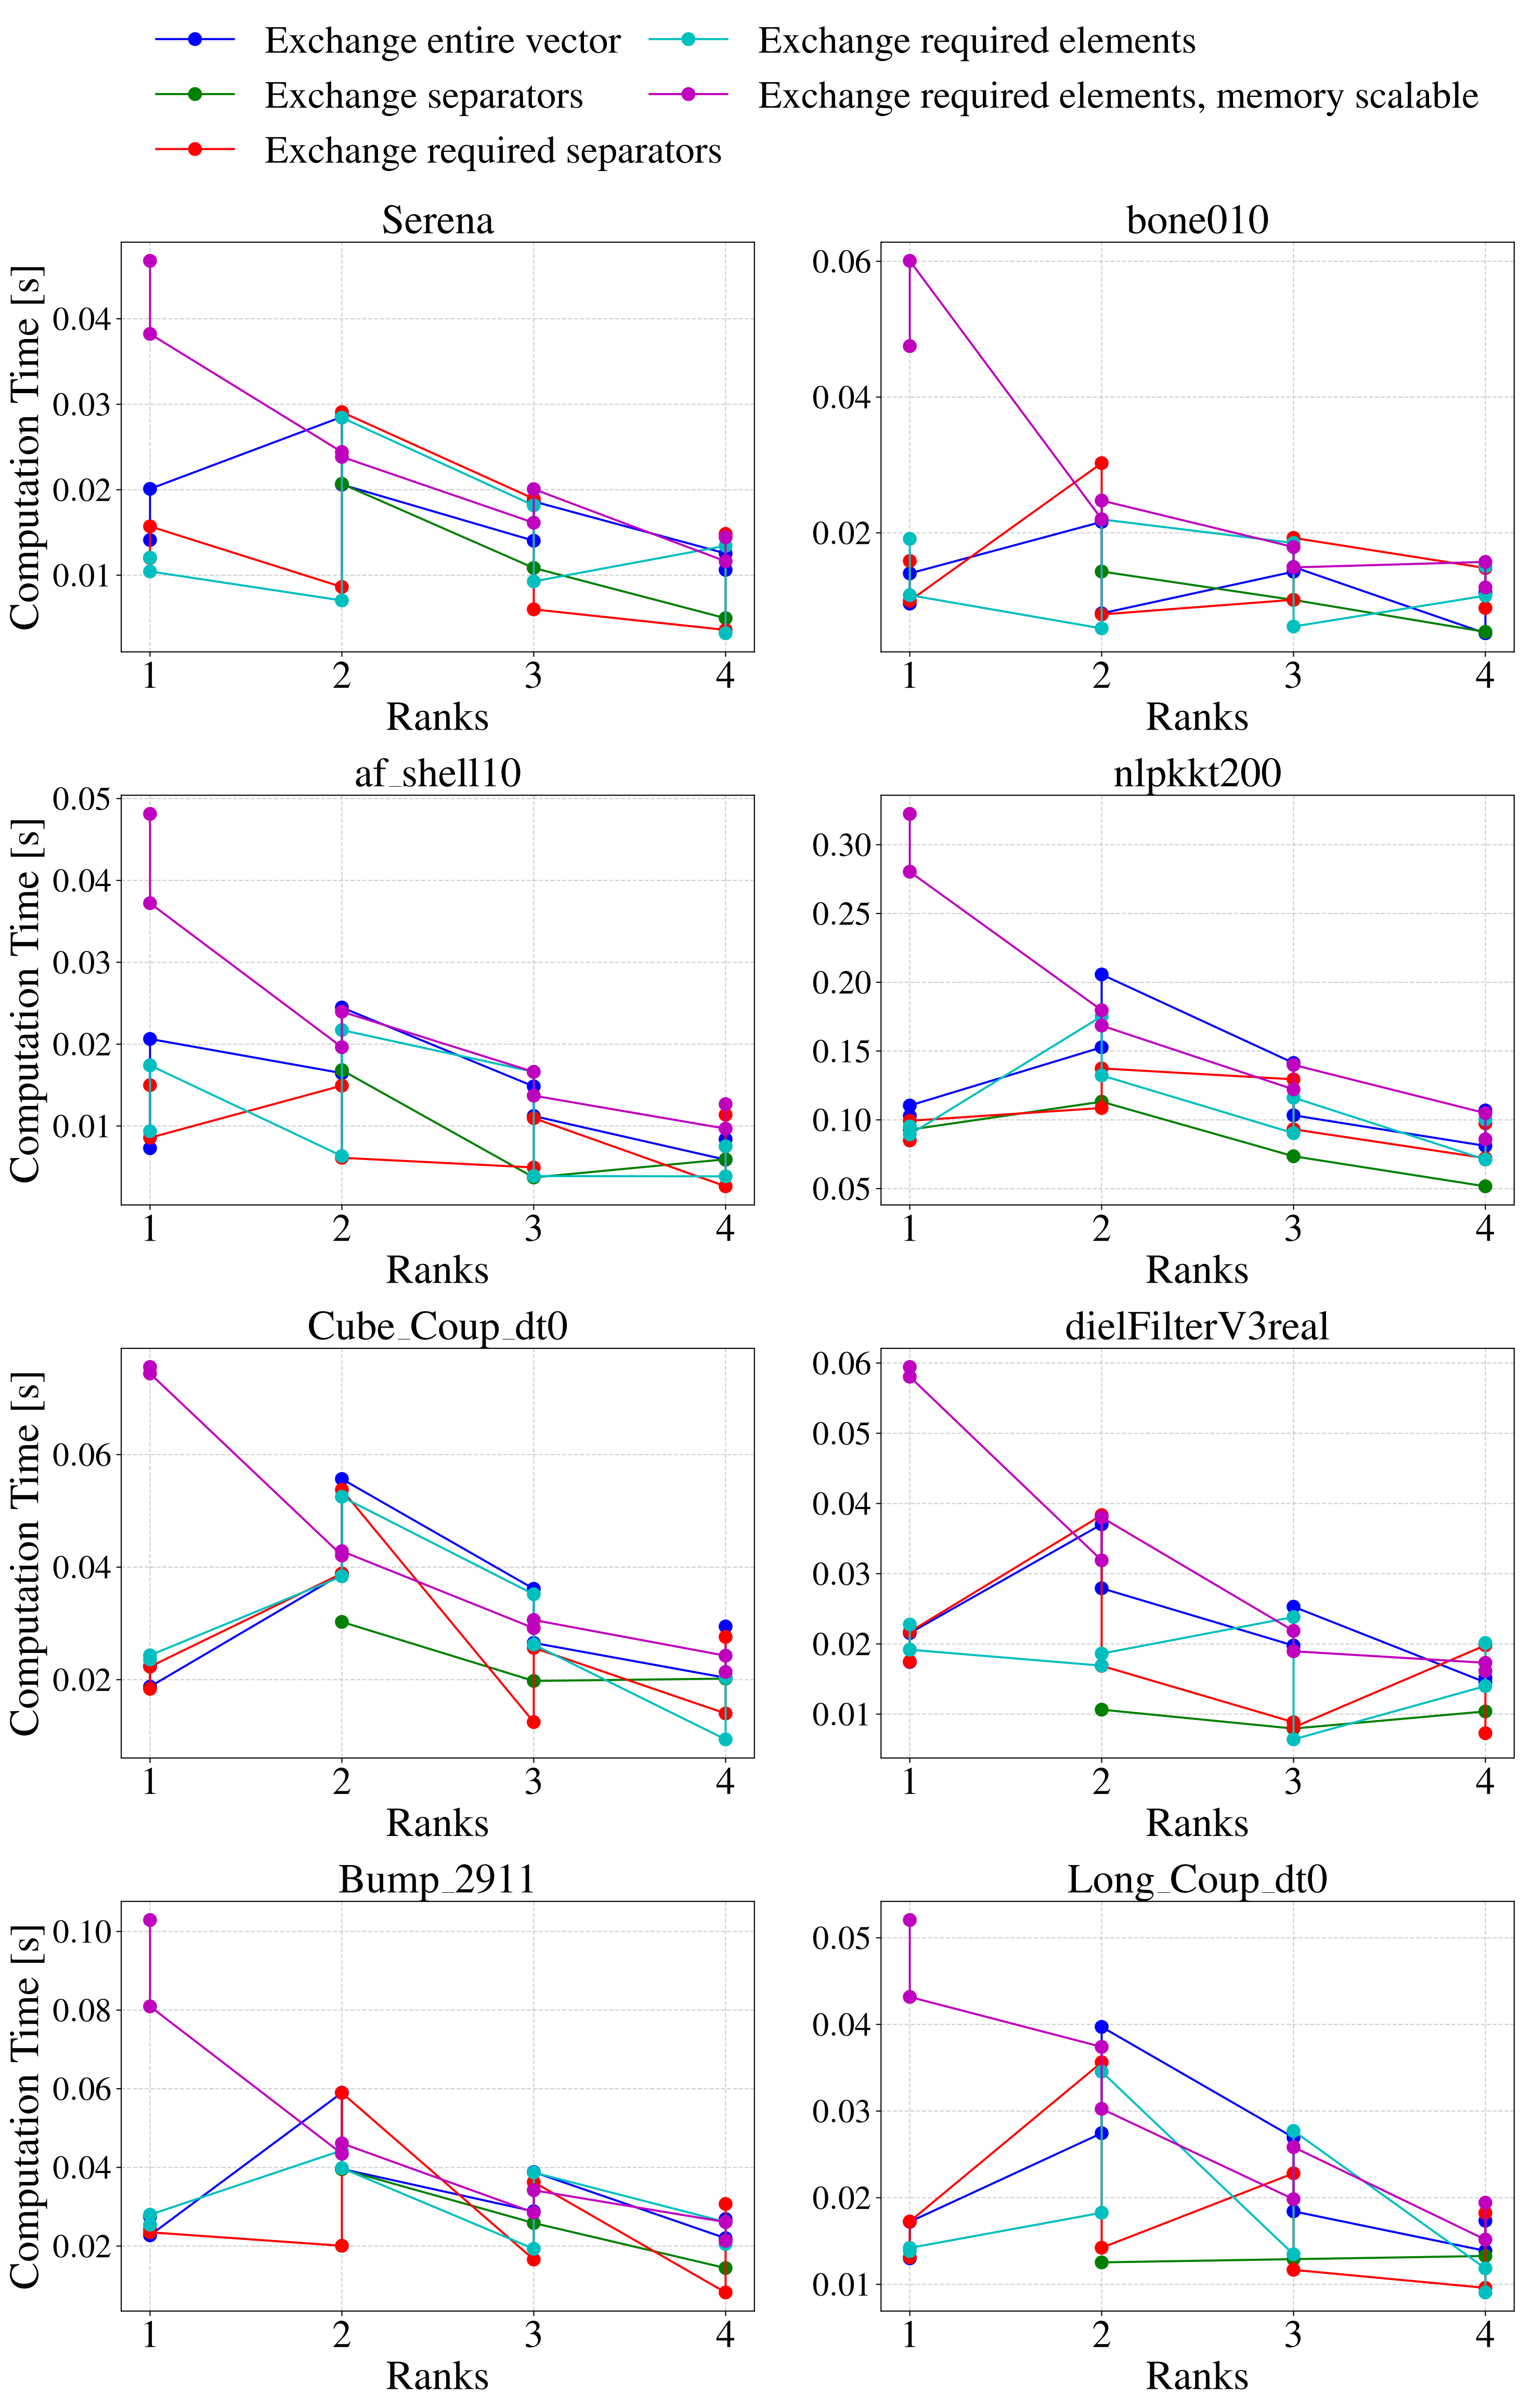 Exchange entire vector
Exchange separators
Exchange required separators
Exchange required elements
Exchange required elements, memory scalable
Serena
Computation Time [s]
0.04
0.03
0.02
0.01
1 2 3 4
Ranks
bone010
0.06
0.04
0.02
1 2 3 4
Ranks
af_shell10
Computation Time [s]
0.05
0.04
0.03
0.02
0.01
1 2 3 4
Ranks
nlpkkt200
0.30
0.25
0.20
0.15
0.10
0.05
1 2 3 4
Ranks
Cube_Coup_dt0
Computation Time [s]
0.06
0.04
0.02
1 2 3 4
Ranks
dielFilterV3real
0.06
0.05
0.04
0.03
0.02
0.01
1 2 3 4
Ranks
Bump_2911
Computation Time [s]
0.10
0.08
0.06
0.04
0.02
1 2 3 4
Ranks
Long_Coup_dt0
0.05
0.04
0.03
0.02
0.01
1 2 3 4
Ranks